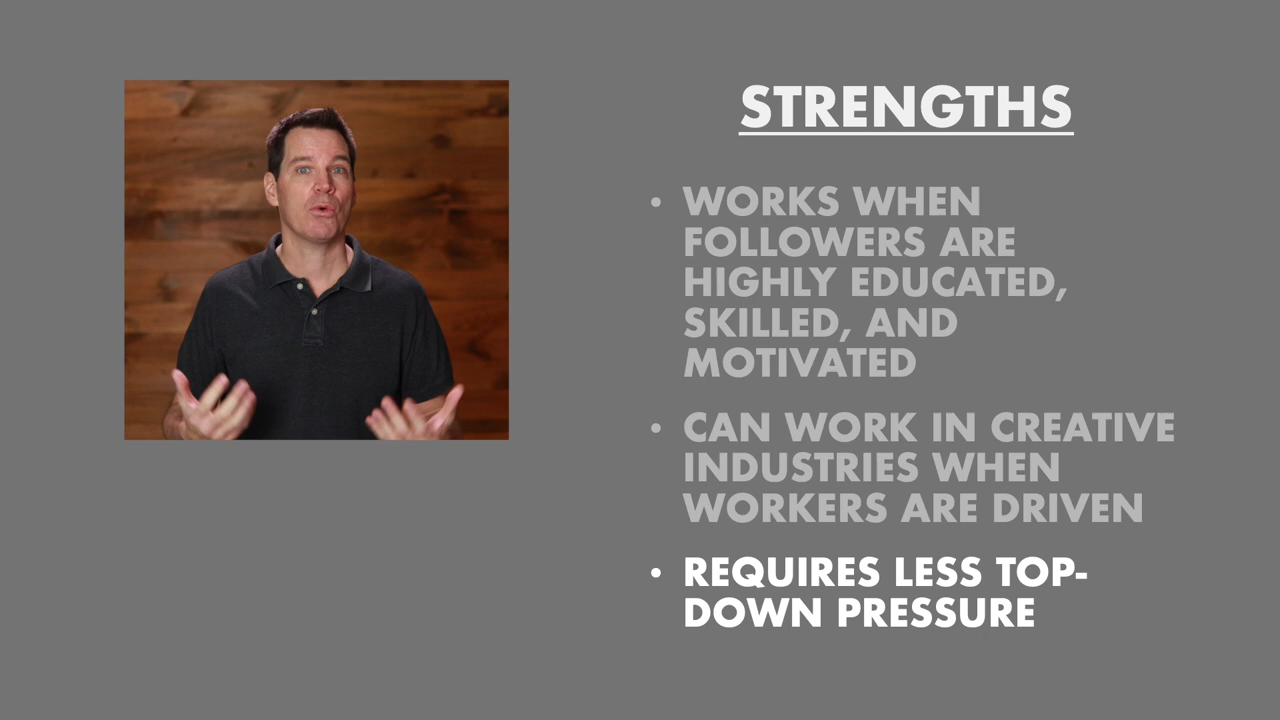 STRENGTHS
• WORKS WHEN
FOLLOWERS ARE
HIGHLY EDUCATED,
SKILLED, AND
MOTIVATED
• CAN WORK IN CREATIVE
INDUSTRIES WHEN
WORKERS ARE DRIVEN
• REQUIRES LESS TOP-
DOWN PRESSURE